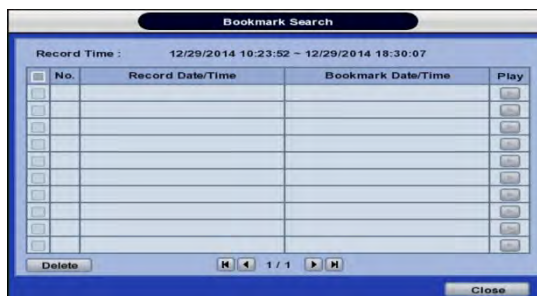 Bookmark Search
Record Time : 12/29/2014 10:23:52 ~ 12/29/2014 18:30:07
No. Record Date/Time Bookmark Date/Time Play
Delete 1 / 1
Close